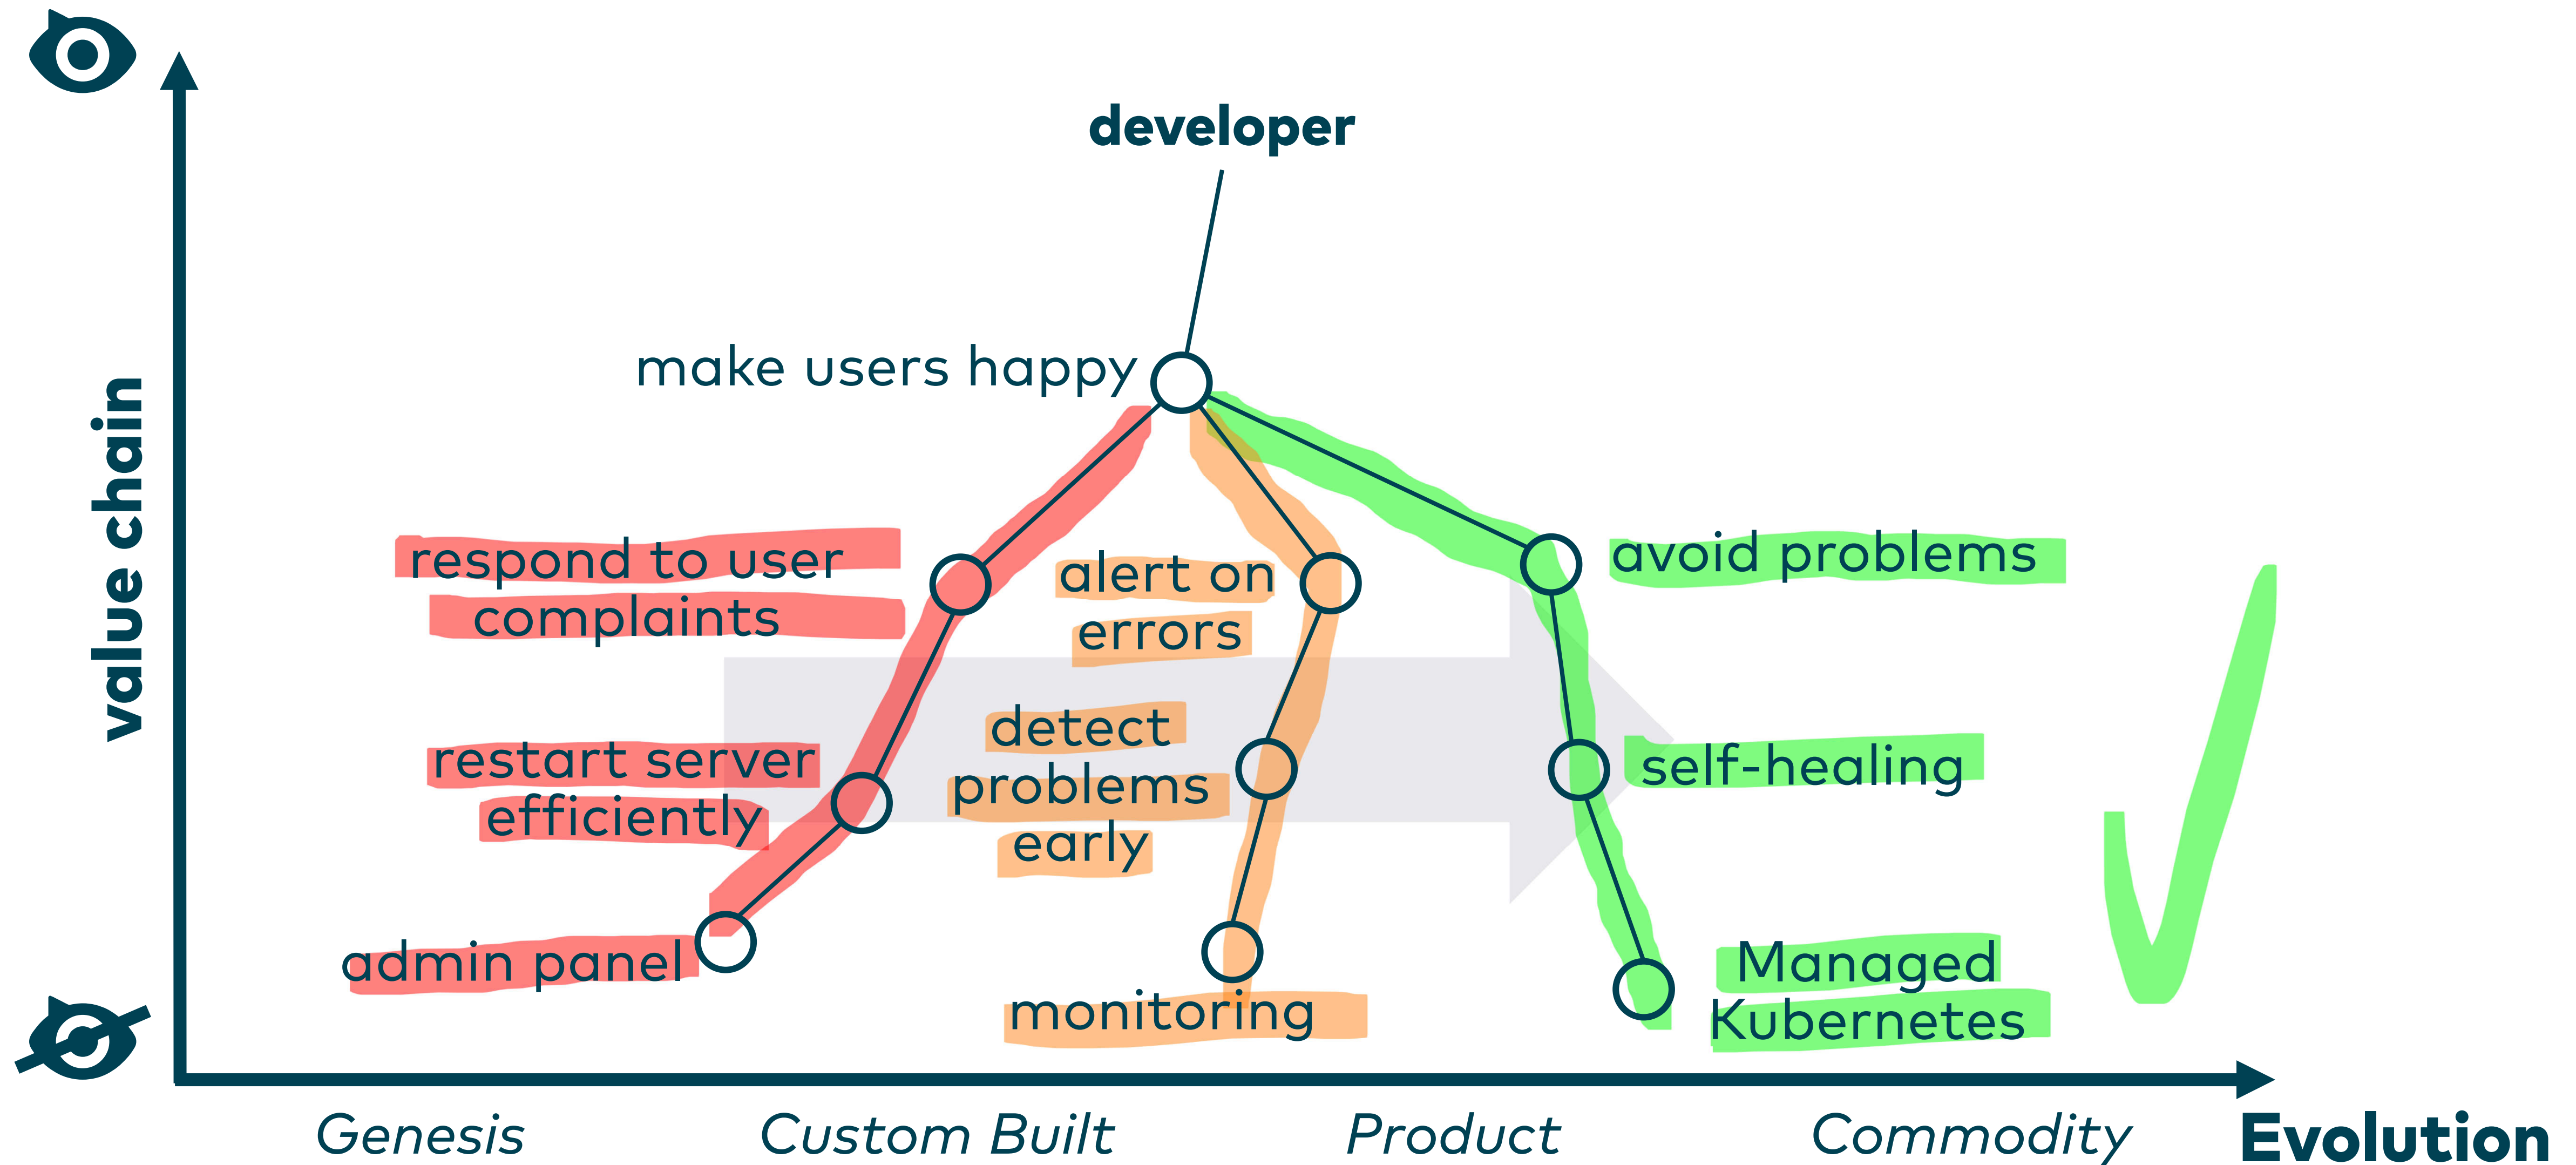 developer
make users happy
value chain
respond to user
complaints
alert on
errors
avoid problems
restart server
efficiently
detect
problems
early
self-healing
admin panel
monitoring
Managed
Kubernetes
Genesis
Custom Built
Product
Commodity
Evolution